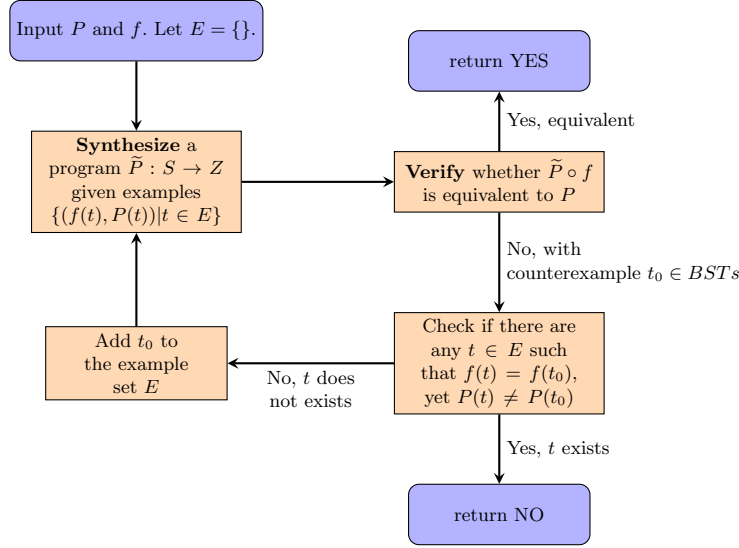 Input P and f. Let E = {}.
return YES
Yes, equivalent
Synthesize a
program P̃ : S → Z
given examples
{(f(t), P(t))|t ∈ E}
Verify whether P̃ ∘ f
is equivalent to P
No, with
counterexample t₀ ∈ BSTs
Check if there are
any t ∈ E such
that f(t) = f(t₀),
yet P(t) ≠ P(t₀)
No, t does
not exists
Add t₀ to
the example
set E
Yes, t exists
return NO